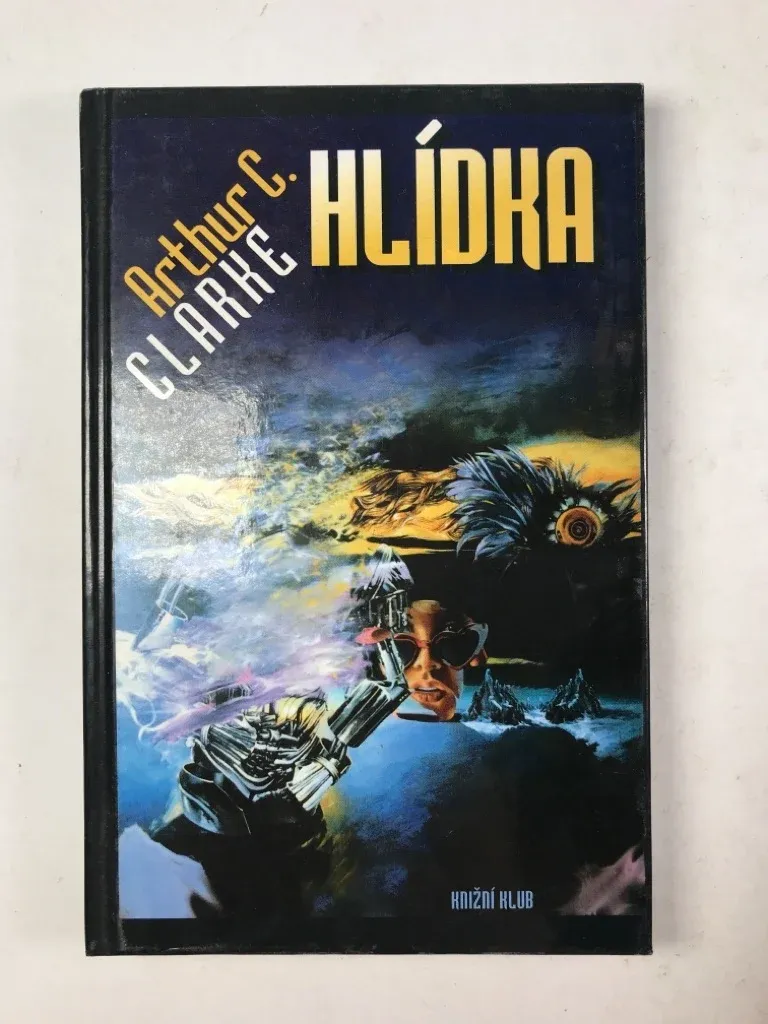 Arthur C.
CLARKE
HLÍDKA
KNIŽNÍ KLUB